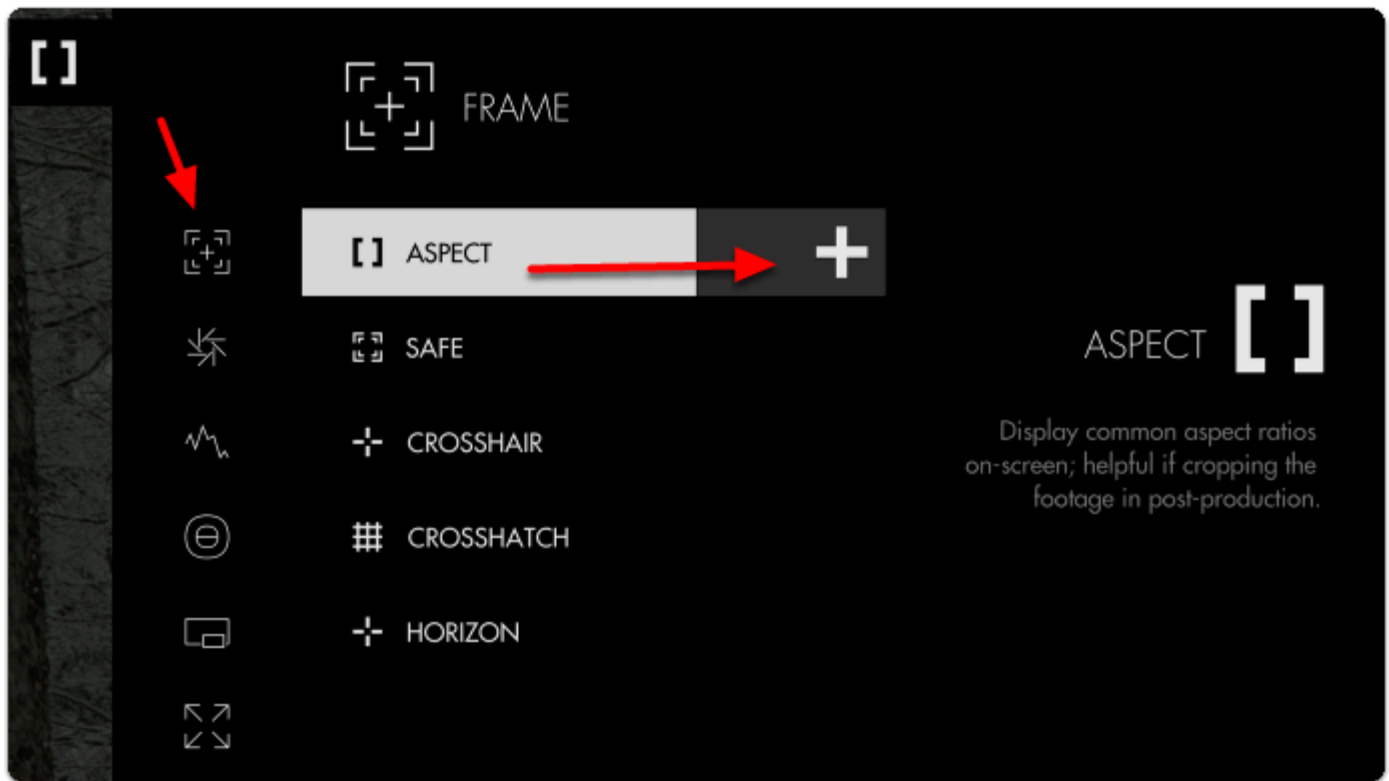 FRAME
ASPECT
SAFE
CROSSHAIR
CROSSHATCH
HORIZON
ASPECT
Display common aspect ratios
on-screen; helpful if cropping the
footage in post-production.